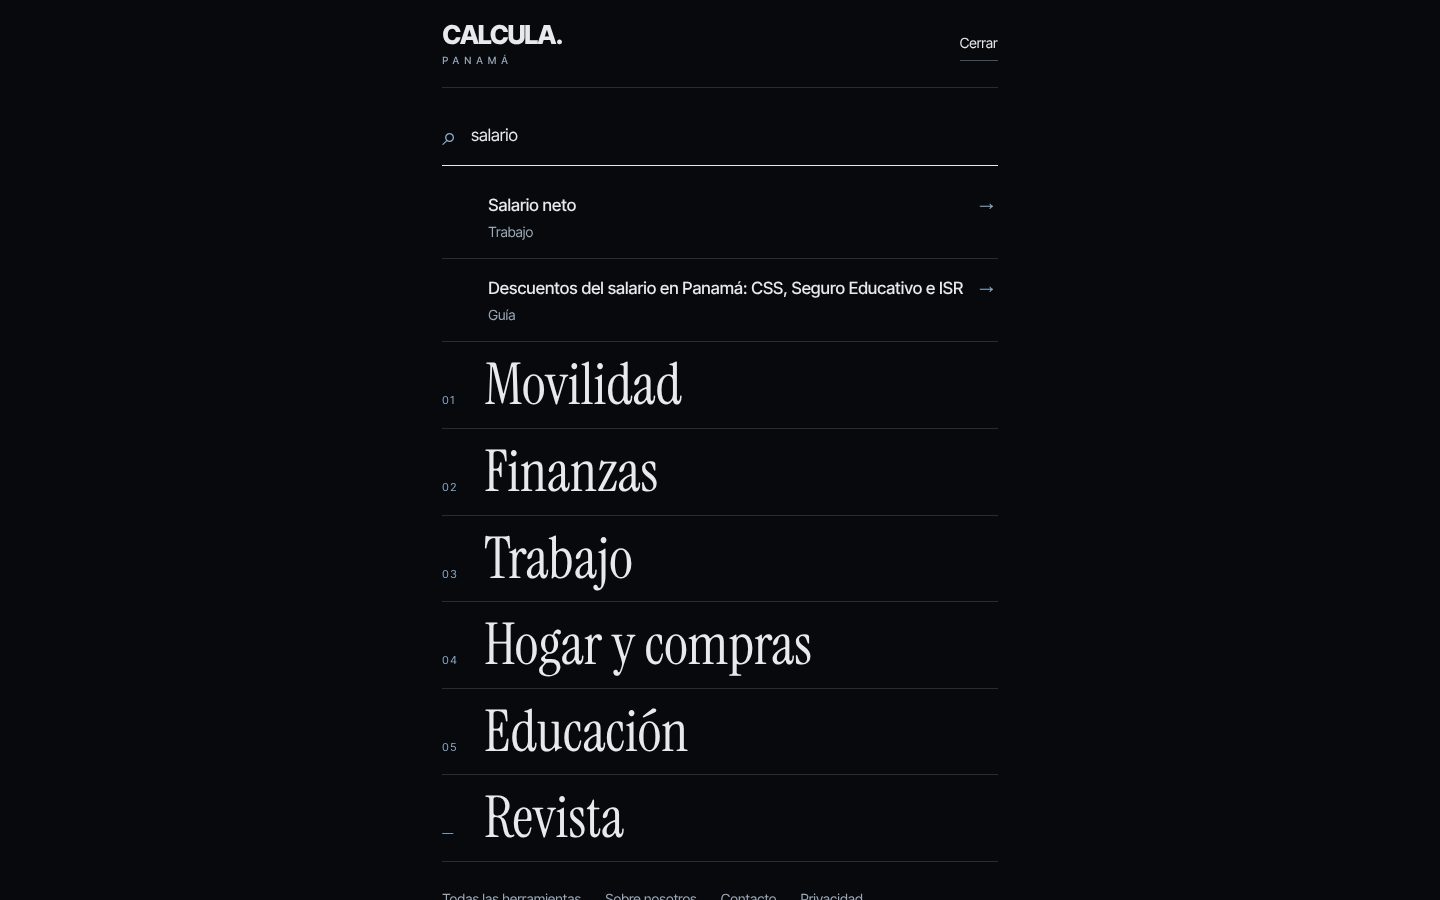 CALCULA.
PANAMÁ
Cerrar
salario
Salario neto →
Trabajo
Descuentos del salario en Panamá: CSS, Seguro Educativo e ISR →
Guía
01 Movilidad
02 Finanzas
03 Trabajo
04 Hogar y compras
05 Educación
— Revista
Todas las herramientas Sobre nosotros Contacto Privacidad